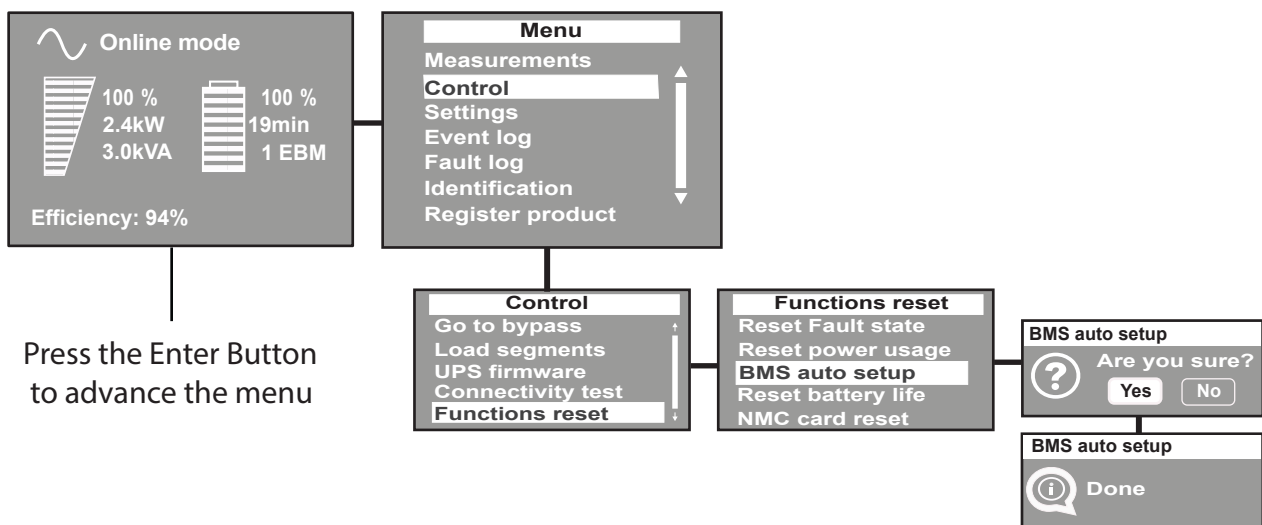 Online mode
100 %
2.4kW
3.0kVA
100 %
19min
1 EBM
Efficiency: 94%
Press the Enter Button
to advance the menu
Menu
Measurements
Control
Settings
Event log
Fault log
Identification
Register product
Control
Go to bypass
Load segments
UPS firmware
Connectivity test
Functions reset
Functions reset
Reset Fault state
Reset power usage
BMS auto setup
Reset battery life
NMC card reset
BMS auto setup
?
Are you sure?
Yes
No
BMS auto setup
i
Done